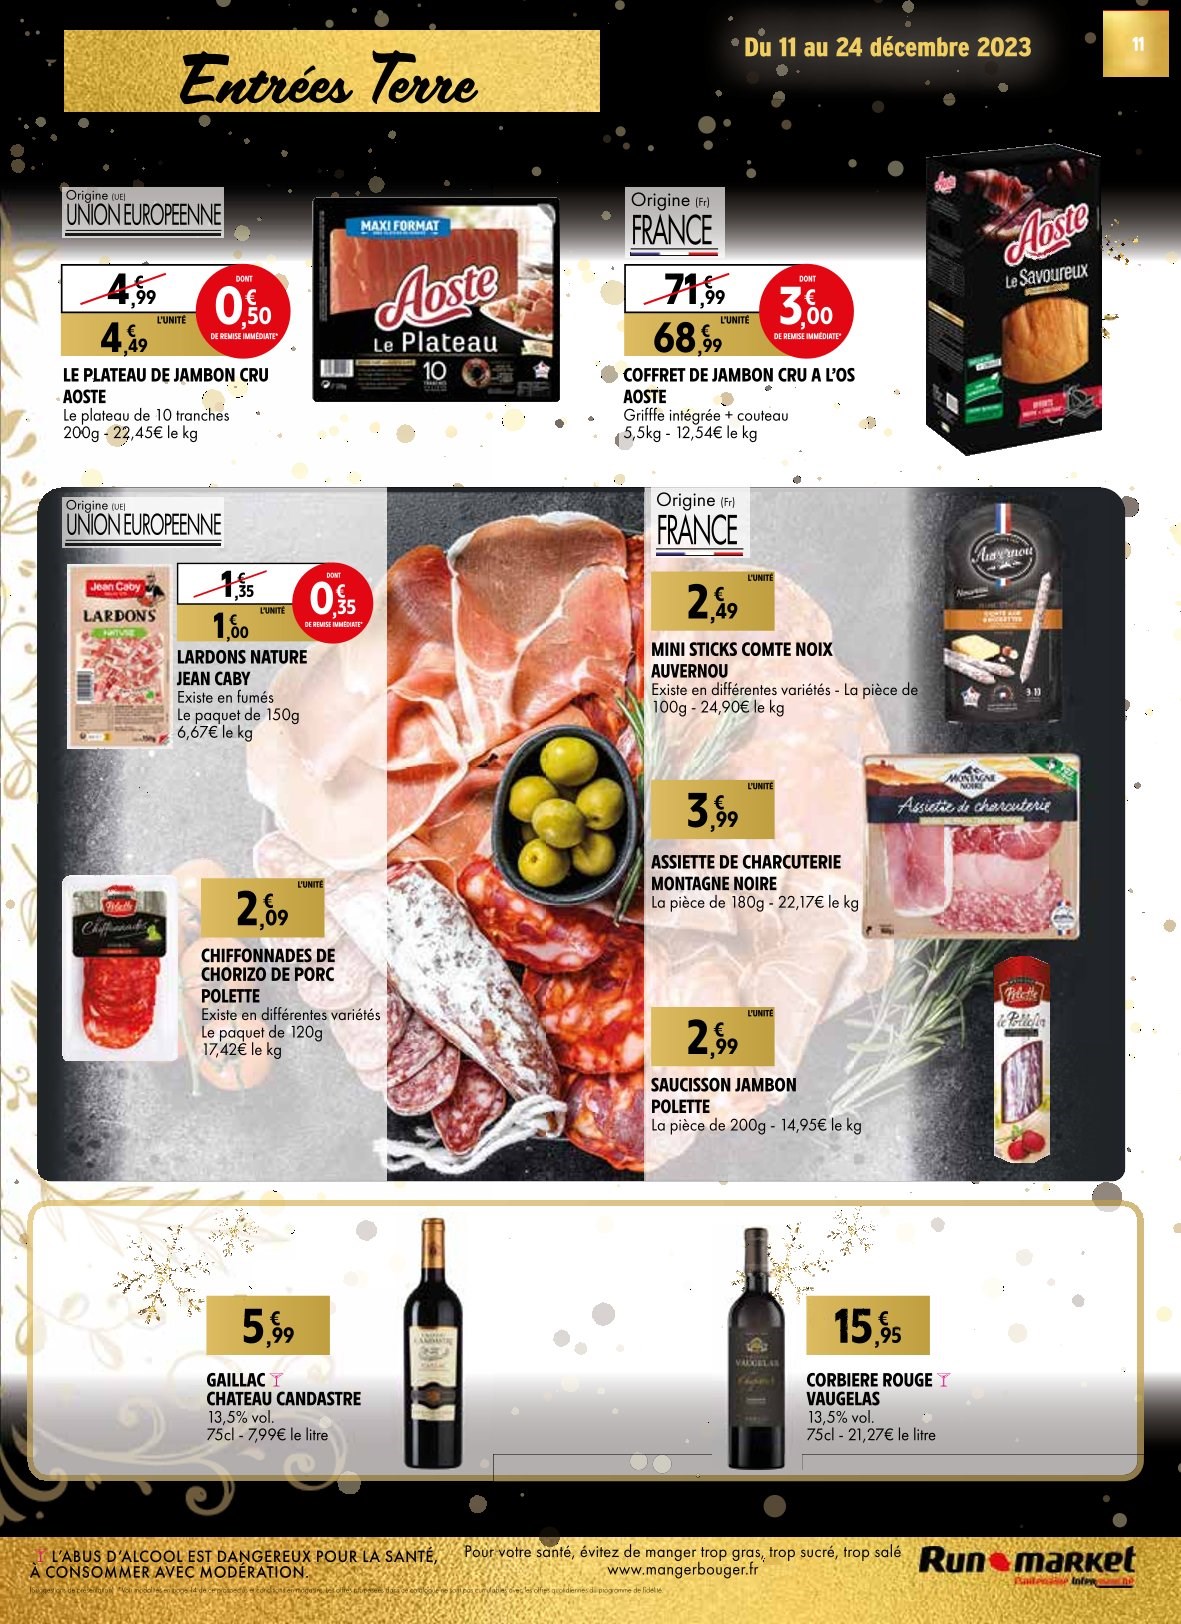 Entrées Terre
Du 11 au 24 décembre 2023
11
Origine (UE)
UNION EUROPEENNE
4€,99
4€,49
L'UNITÉ
DONT
0€,50
DE REMISE IMMÉDIATE*
LE PLATEAU DE JAMBON CRU
AOSTE
Le plateau de 10 tranches
200g - 22,45€ le kg
MAXI FORMAT
Aoste
Le Plateau
10
Origine (Fr)
FRANCE
71€,99
68€,99
L'UNITÉ
DONT
3€,00
DE REMISE IMMÉDIATE*
COFFRET DE JAMBON CRU A L'OS
AOSTE
Griffe intégrée + couteau
5,5kg - 12,54€ le kg
Aoste
Aoste
Le Savoureux
Origine (UE)
UNION EUROPEENNE
Jean Caby
LARDONS
NATURE
1€,35
1€,00
L'UNITÉ
DONT
0€,35
DE REMISE IMMÉDIATE*
LARDONS NATURE
JEAN CABY
Existe en fumés
Le paquet de 150g
6,67€ le kg
Polette
Chiffonnades
2€,09
L'UNITÉ
CHIFFONNADES DE
CHORIZO DE PORC
POLETTE
Existe en différentes variétés
Le paquet de 120g
17,42€ le kg
Origine (Fr)
FRANCE
2€,49
L'UNITÉ
MINI STICKS COMTE NOIX
AUVERNOU
Existe en différentes variétés - La pièce de
100g - 24,90€ le kg
Auvernou
Nouveau
3€,99
L'UNITÉ
ASSIETTE DE CHARCUTERIE
MONTAGNE NOIRE
La pièce de 180g - 22,17€ le kg
MONTAGNE
NOIRE
Assiette de charcuterie
2€,99
L'UNITÉ
SAUCISSON JAMBON
POLETTE
La pièce de 200g - 14,95€ le kg
Polette
5€,99
GAILLAC
CHATEAU CANDASTRE
13,5% vol.
75cl - 7,99€ le litre
CANDASTRE
GAILLAC
VAUGELAS
15€,95
CORBIERE ROUGE
VAUGELAS
13,5% vol.
75cl - 21,27€ le litre
L'ABUS D'ALCOOL EST DANGEREUX POUR LA SANTÉ,
À CONSOMMER AVEC MODÉRATION.
Pour votre santé, évitez de manger trop gras, trop sucré, trop salé
www.mangerbouger.fr
Run market
Partenaire Intermarché